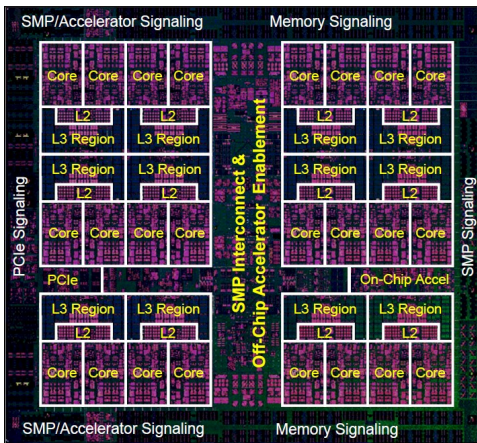 SMP/Accelerator Signaling Memory Signaling
Core Core Core Core Core Core Core Core
L2 L2 L2 L2
L3 Region L3 Region L3 Region L3 Region
L3 Region L3 Region L3 Region L3 Region
L2 L2 L2 L2
Core Core Core Core Core Core Core Core
PCIe Signaling
SMP Interconnect &
Off-Chip Accelerator Enablement
SMP Signaling
PCIe On-Chip Accel
L3 Region L3 Region L3 Region L3 Region
L2 L2 L2 L2
Core Core Core Core Core Core Core Core
SMP/Accelerator Signaling Memory Signaling